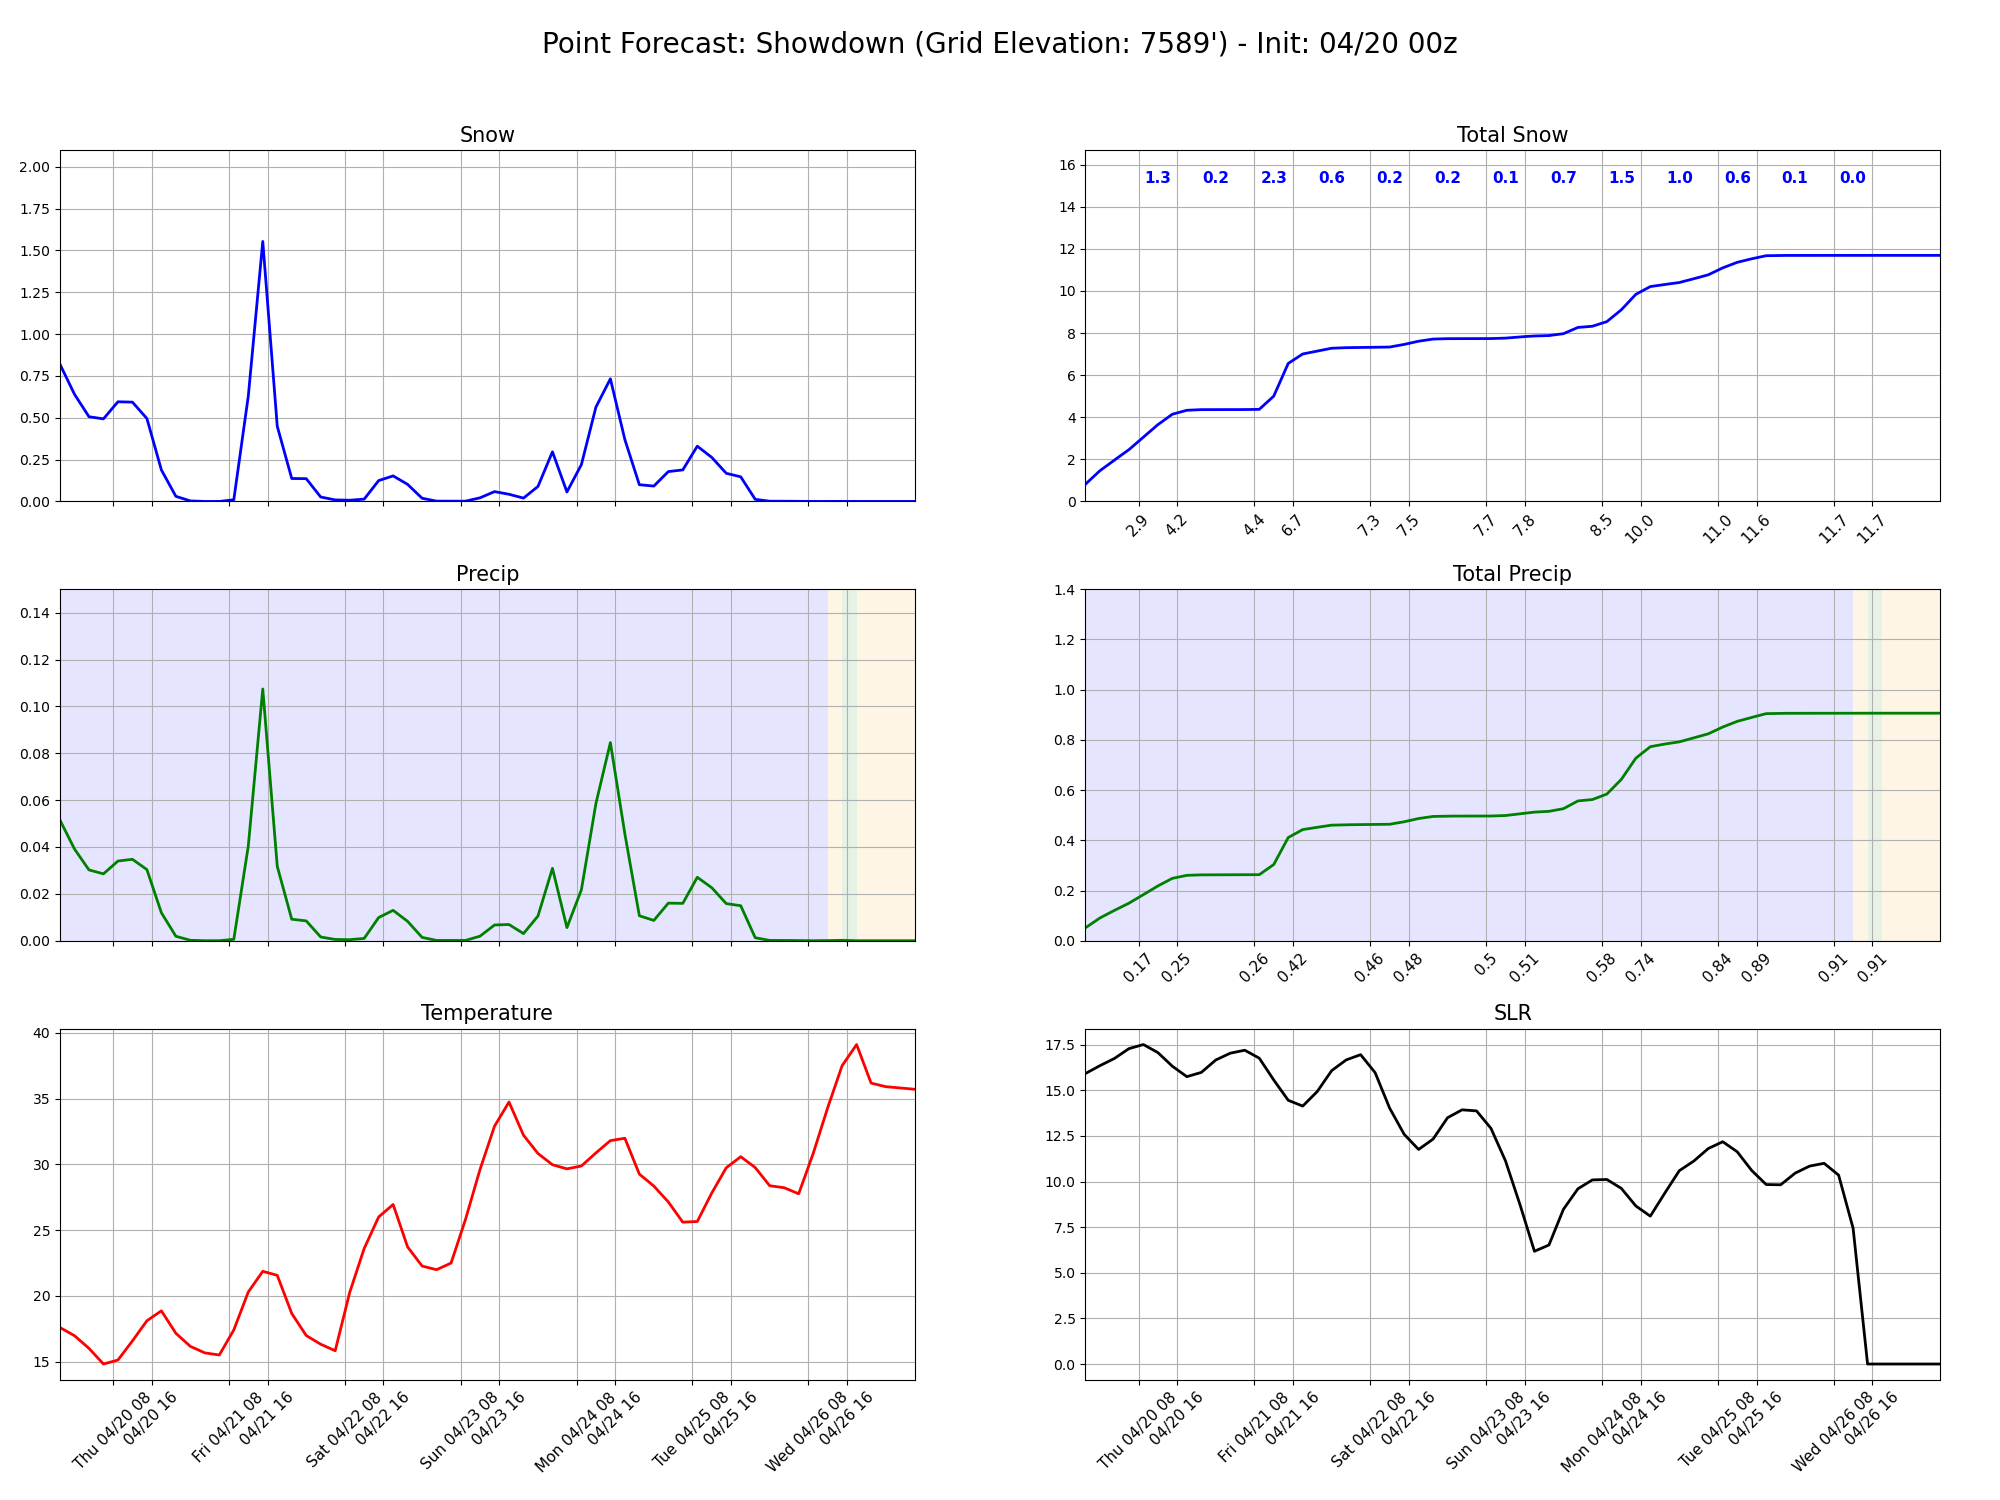 Point Forecast: Showdown (Grid Elevation: 7589') - Init: 04/20 00z
Snow
2.00
1.75
1.50
1.25
1.00
0.75
0.50
0.25
0.00
Total Snow
16
14
12
10
8
6
4
2
0
1.3 0.2 2.3 0.6 0.2 0.2 0.1 0.7 1.5 1.0 0.6 0.1 0.0
2.9 4.2 4.4 6.7 7.3 7.5 7.7 7.8 8.5 10.0 11.0 11.6 11.7 11.7
Precip
0.14
0.12
0.10
0.08
0.06
0.04
0.02
0.00
Total Precip
1.4
1.2
1.0
0.8
0.6
0.4
0.2
0.0
0.17 0.25 0.26 0.42 0.46 0.48 0.5 0.51 0.58 0.74 0.84 0.89 0.91 0.91
Temperature
40
35
30
25
20
15
Thu 04/20 08
04/20 16
Fri 04/21 08
04/21 16
Sat 04/22 08
04/22 16
Sun 04/23 08
04/23 16
Mon 04/24 08
04/24 16
Tue 04/25 08
04/25 16
Wed 04/26 08
04/26 16
SLR
17.5
15.0
12.5
10.0
7.5
5.0
2.5
0.0
Thu 04/20 08
04/20 16
Fri 04/21 08
04/21 16
Sat 04/22 08
04/22 16
Sun 04/23 08
04/23 16
Mon 04/24 08
04/24 16
Tue 04/25 08
04/25 16
Wed 04/26 08
04/26 16